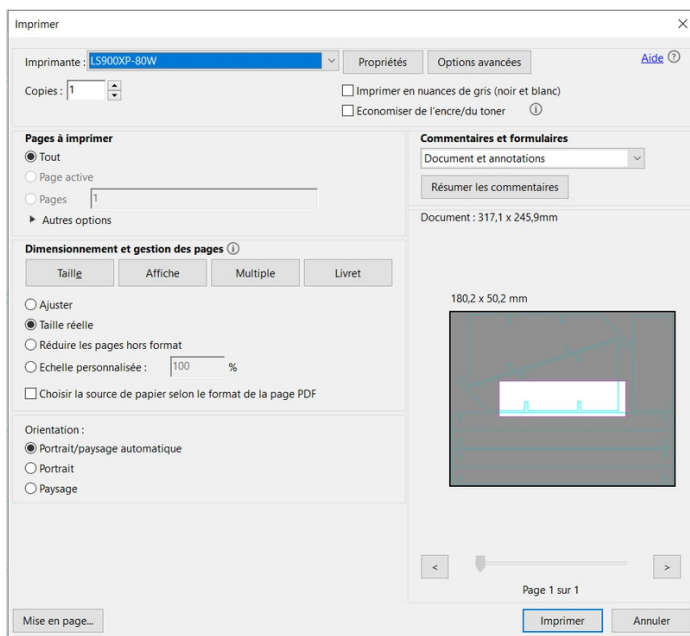 Imprimer
Imprimante : LS900XP-80W Propriétés Options avancées Aide
Copies : 1 Imprimer en nuances de gris (noir et blanc)
Economiser de l'encre/du toner
Pages à imprimer
Tout
Page active
Pages 1
Autres options
Commentaires et formulaires
Document et annotations
Résumer les commentaires
Document : 317,1 x 245,9mm
Dimensionnement et gestion des pages
Taille Affiche Multiple Livret
Ajuster
Taille réelle
Réduire les pages hors format
Echelle personnalisée : 100 %
Choisir la source de papier selon le format de la page PDF
Orientation :
Portrait/paysage automatique
Portrait
Paysage
180,2 x 50,2 mm
< >
Page 1 sur 1
Mise en page... Imprimer Annuler